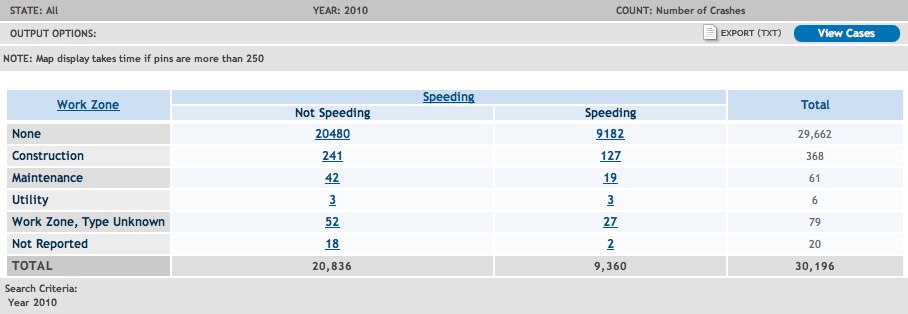 STATE: All YEAR: 2010 COUNT: Number of Crashes
OUTPUT OPTIONS: EXPORT (TXT) View Cases
NOTE: Map display takes time if pins are more than 250
Work Zone Speeding Total
Not Speeding Speeding
None 20480 9182 29,662
Construction 241 127 368
Maintenance 42 19 61
Utility 3 3 6
Work Zone, Type Unknown 52 27 79
Not Reported 18 2 20
TOTAL 20,836 9,360 30,196
Search Criteria:
Year 2010